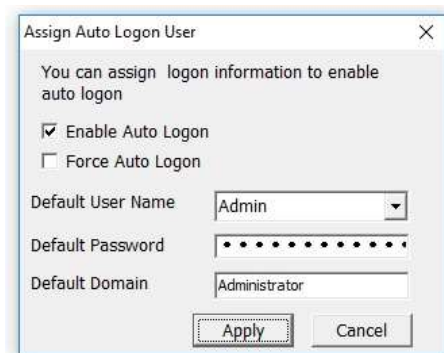 Assign Auto Logon User
You can assign logon information to enable
auto logon
Enable Auto Logon
Force Auto Logon
Default User Name Admin
Default Password ••••••••••••
Default Domain Administrator
Apply Cancel